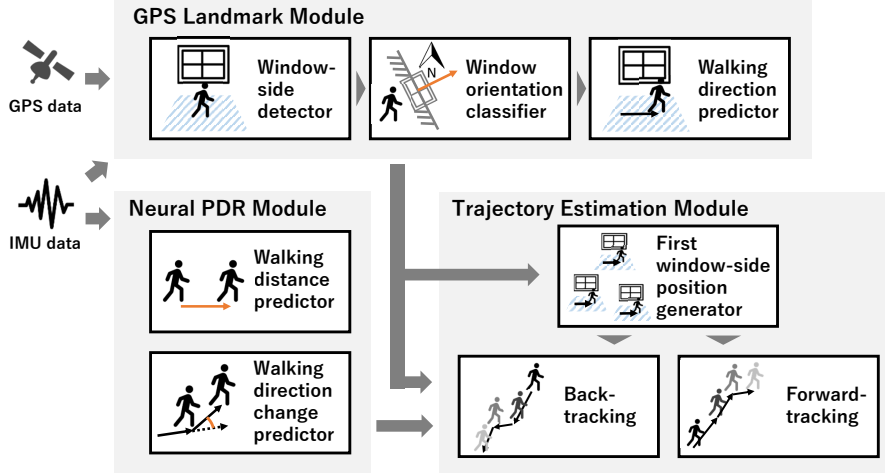 GPS Landmark Module
GPS data
Window-
side
detector
N
Window
orientation
classifier
Walking
direction
predictor
IMU data
Neural PDR Module
Walking
distance
predictor
Walking
direction
change
predictor
Trajectory Estimation Module
First
window-side
position
generator
Back-
tracking
Forward-
tracking